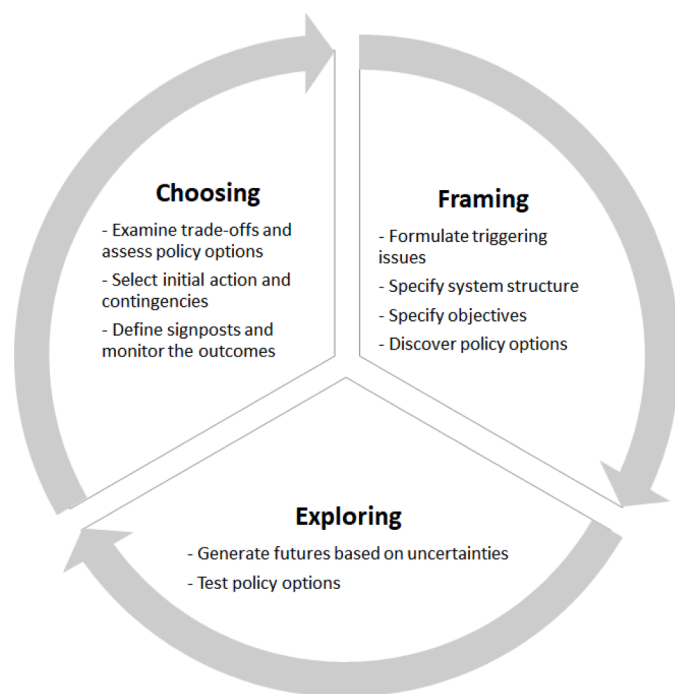 Choosing
- Examine trade-offs and
assess policy options
- Select initial action and
contingencies
- Define signposts and
monitor the outcomes
Framing
- Formulate triggering
issues
- Specify system structure
- Specify objectives
- Discover policy options
Exploring
- Generate futures based on uncertainties
- Test policy options